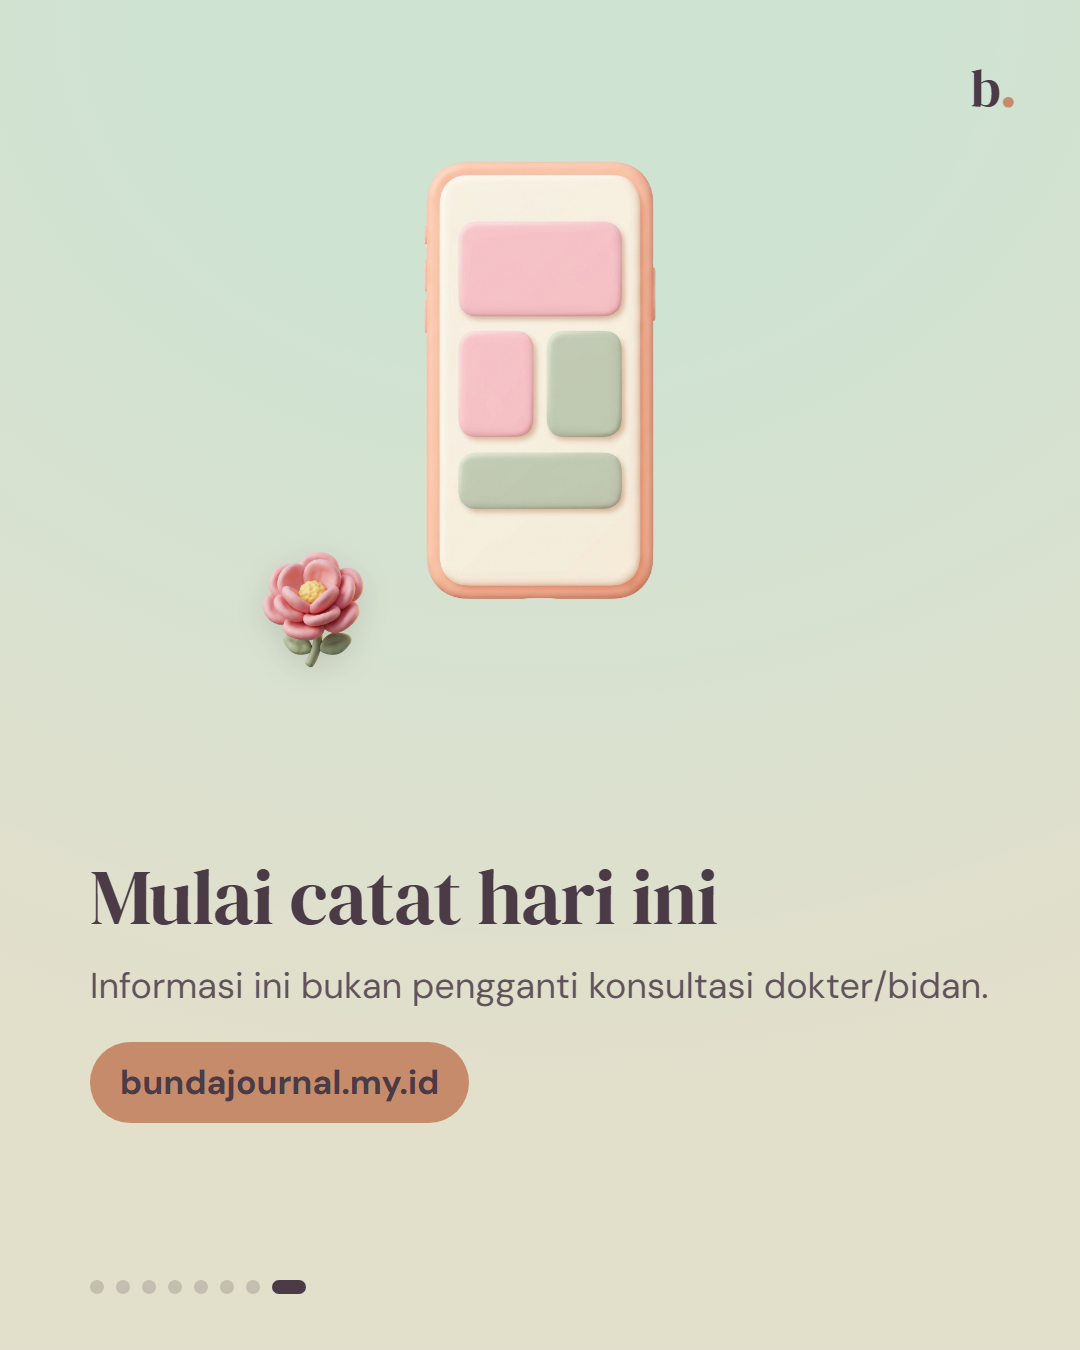 b.
Mulai catat hari ini
Informasi ini bukan pengganti konsultasi dokter/bidan.
bundajournal.my.id